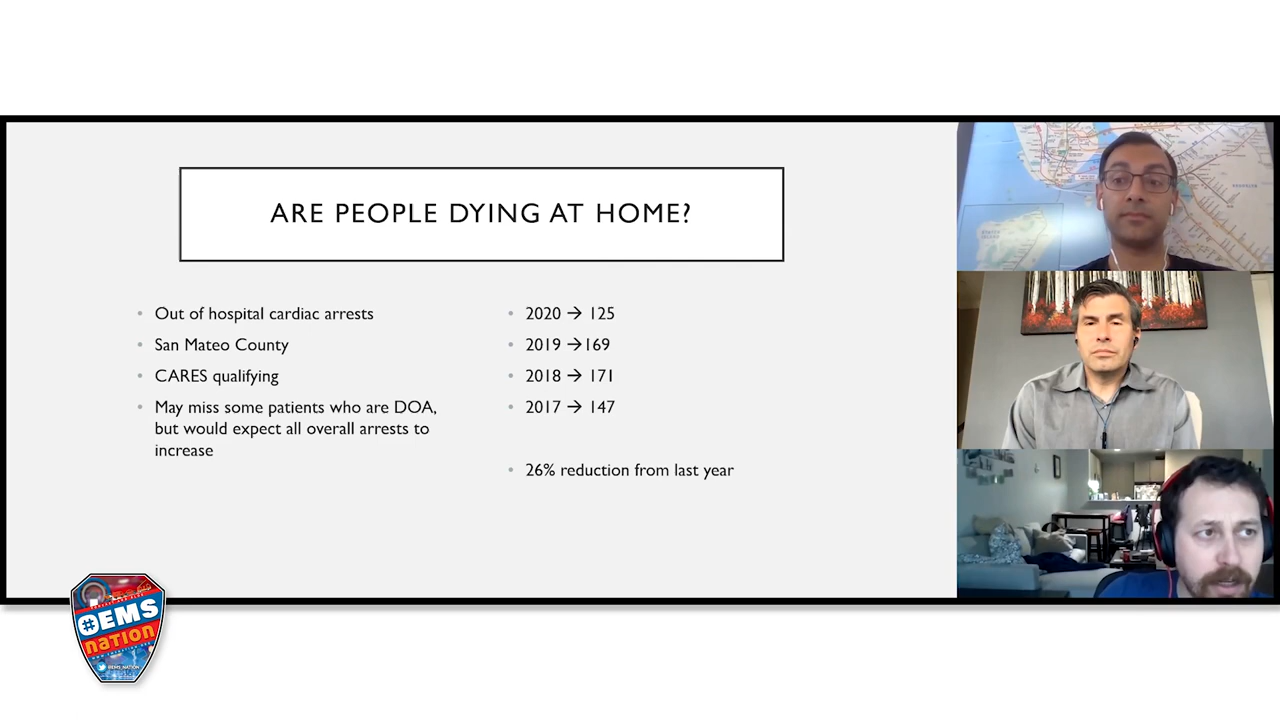 ARE PEOPLE DYING AT HOME?
• Out of hospital cardiac arrests
• San Mateo County
• CARES qualifying
• May miss some patients who are DOA,
but would expect all overall arrests to
increase
• 2020 → 125
• 2019 →169
• 2018 → 171
• 2017 → 147
• 26% reduction from last year
#EMS
nation
@EMS_NATION